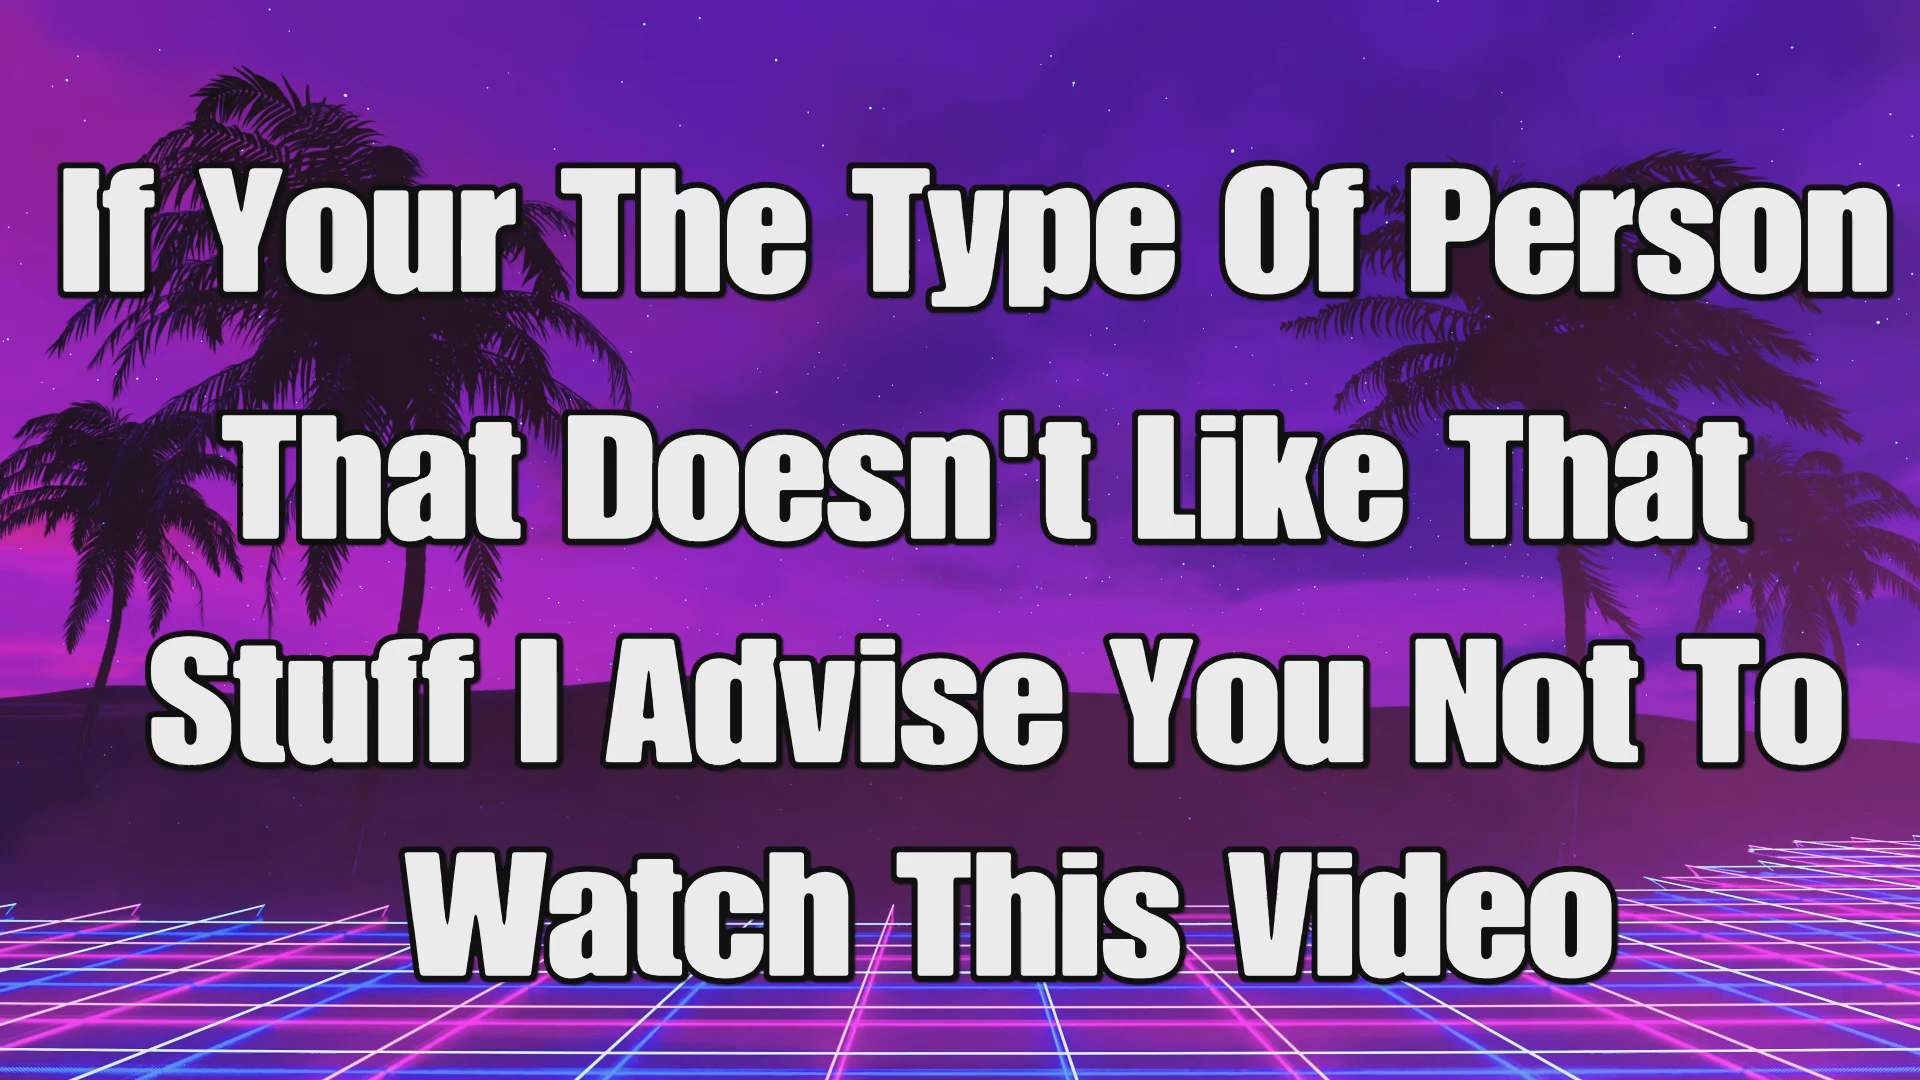 If Your The Type Of Person
That Doesn't Like That
Stuff I Advise You Not To
Watch This Video